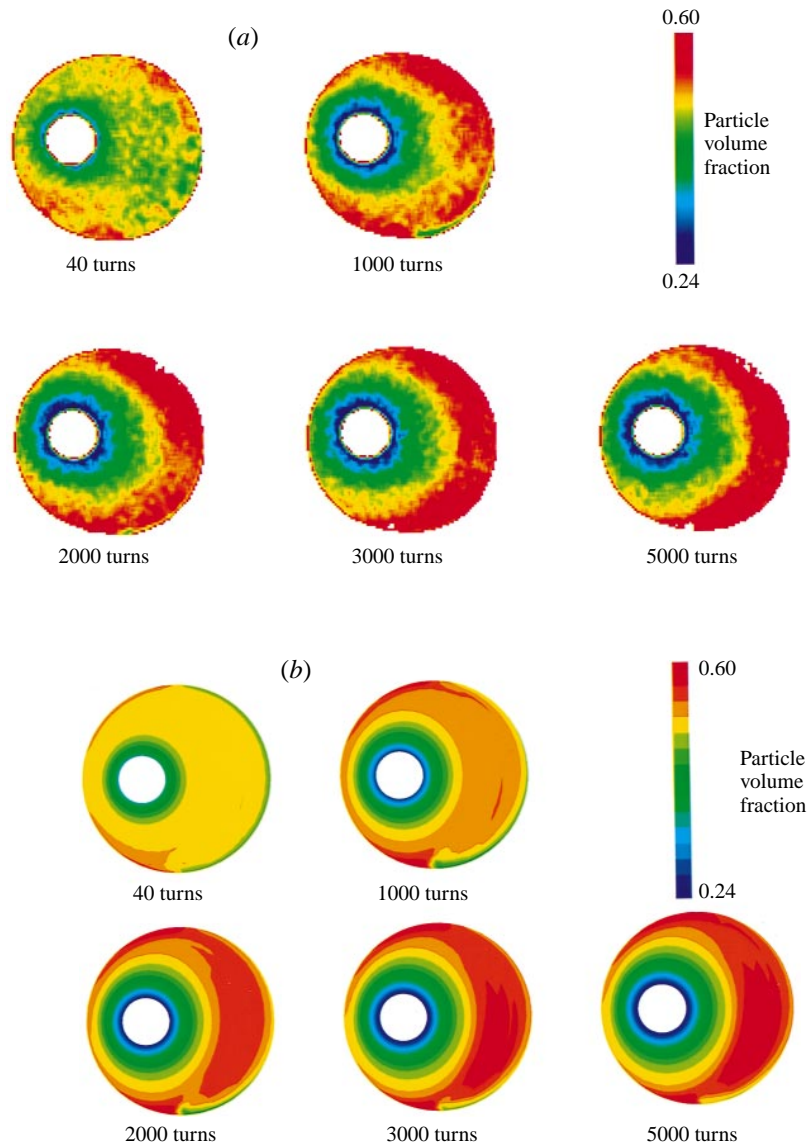 (a)
0.60
Particle
volume
fraction
0.24
40 turns
1000 turns
2000 turns
3000 turns
5000 turns
(b)
0.60
Particle
volume
fraction
0.24
40 turns
1000 turns
2000 turns
3000 turns
5000 turns